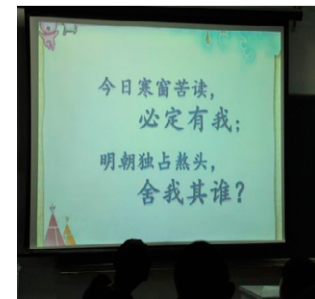 今日寒窗苦读，
必定有我；
明朝独占熬头，
舍我其谁？